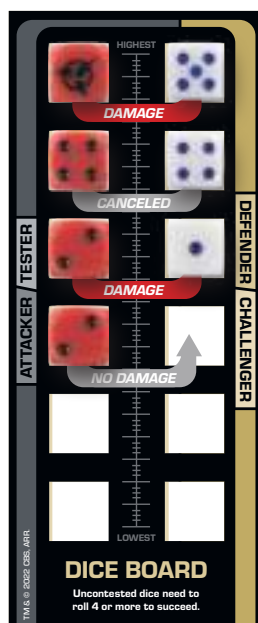 HIGHEST
DAMAGE
CANCELED
DAMAGE
NO DAMAGE
ATTACKER / TESTER
DEFENDER / CHALLENGER
LOWEST
DICE BOARD
Uncontested dice need to
roll 4 or more to succeed.
TM & © 2022 CBS, ARR.